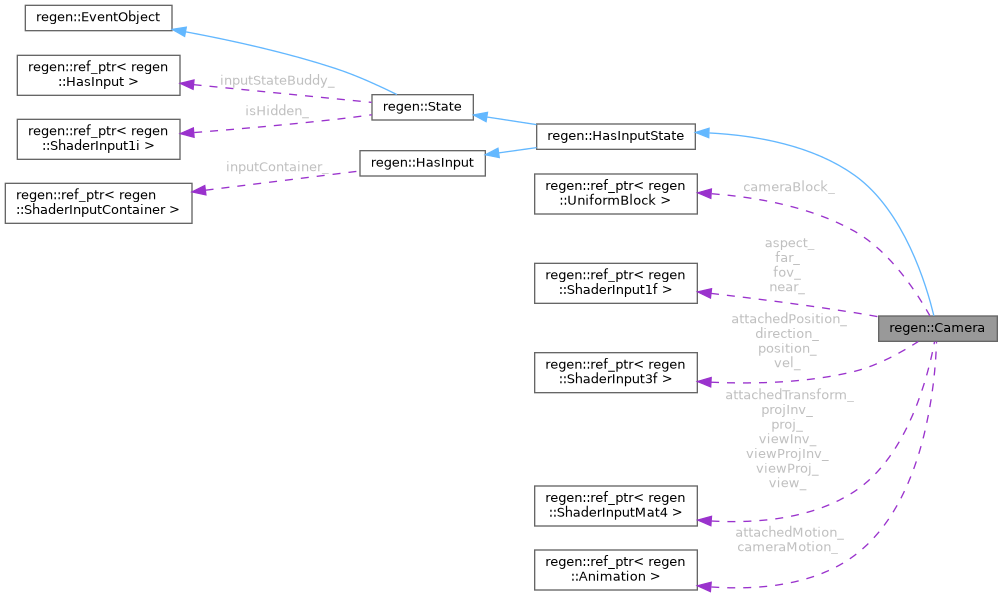 regen::EventObject
regen::ref_ptr< regen
::HasInput >
inputStateBuddy_
regen::State
isHidden_
regen::ref_ptr< regen
::ShaderInput1i >
regen::HasInputState
regen::HasInput
inputContainer_
regen::ref_ptr< regen
::ShaderInputContainer >
regen::ref_ptr< regen
::UniformBlock >
cameraBlock_
aspect_
far_
fov_
near_
regen::ref_ptr< regen
::ShaderInput1f >
regen::Camera
attachedPosition_
direction_
position_
vel_
regen::ref_ptr< regen
::ShaderInput3f >
attachedTransform_
projInv_
proj_
viewInv_
viewProjInv_
viewProj_
view_
regen::ref_ptr< regen
::ShaderInputMat4 >
attachedMotion_
cameraMotion_
regen::ref_ptr< regen
::Animation >